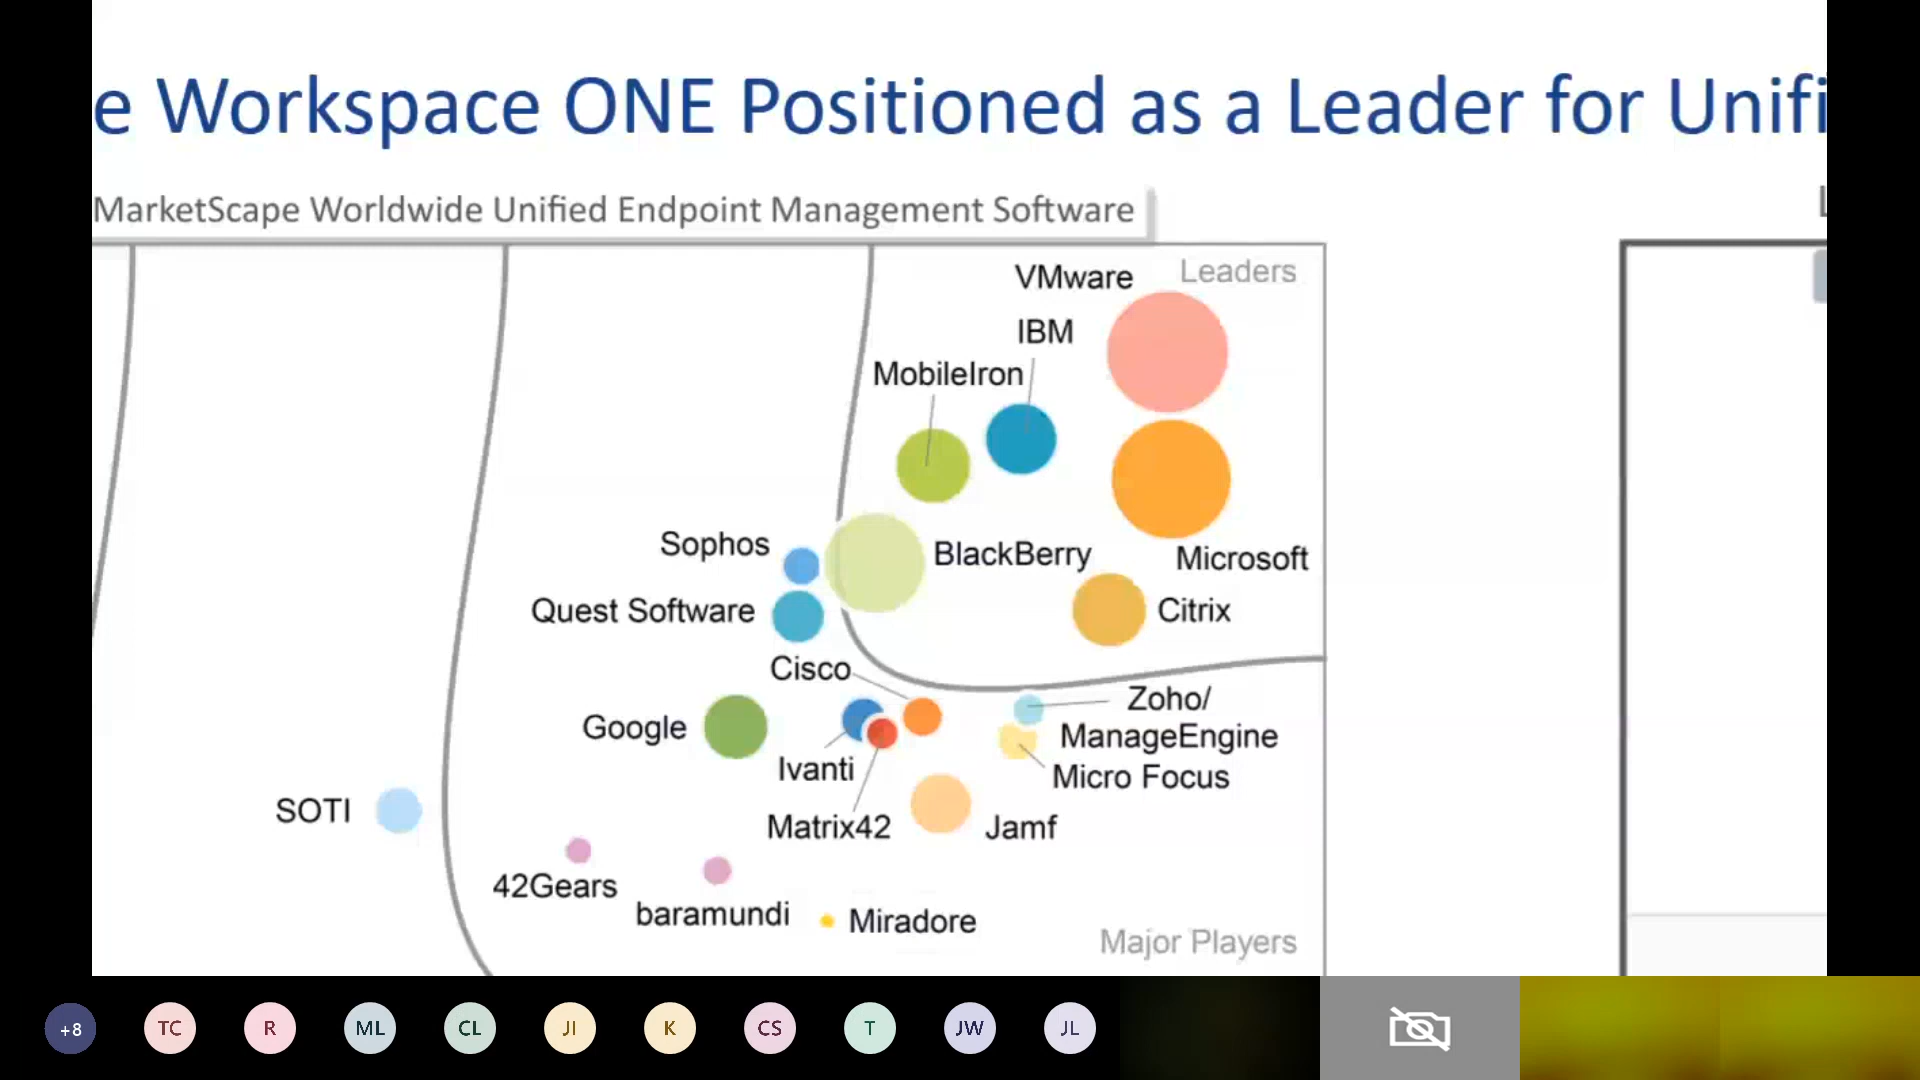 e Workspace ONE Positioned as a Leader for Unifi
MarketScape Worldwide Unified Endpoint Management Software
VMware
Leaders
IBM
MobileIron
Sophos
BlackBerry
Microsoft
Quest Software
Citrix
Cisco
Zoho/
ManageEngine
Google
Ivanti
Micro Focus
SOTI
Matrix42
Jamf
42Gears
baramundi
Miradore
Major Players
+8
TC
R
ML
CL
JI
K
CS
T
JW
JL